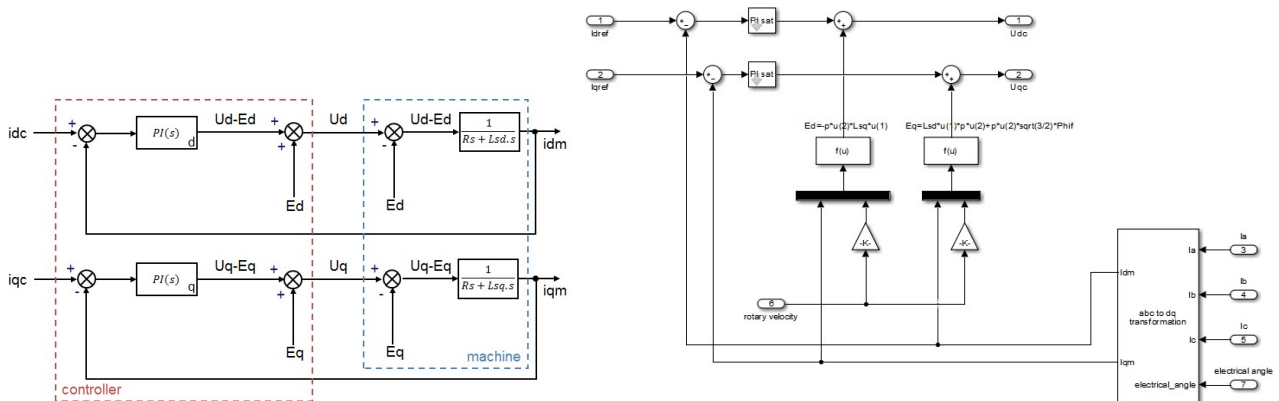 idc
+
-
PI(s)
d
Ud-Ed
+
+
Ed
Ud
+
-
Ed
Ud-Ed
1
Rs + Lsd.s
idm
iqc
+
-
PI(s)
q
Uq-Eq
+
+
Eq
Uq
+
-
Eq
Uq-Eq
1
Rs + Lsq.s
iqm
machine
controller
1
Idref
PI sat
1
Udc
2
Iqref
PI sat
2
Uqc
Ed=-p*u(2)*Lsq*u(1)
Eq=Lsd*u(1)*p*u(2)+p*u(2)*sqrt(3/2)*Phif
f(u)
f(u)
-K-
-K-
6
rotary velocity
Idm
Iqm
abc to dq
transformation
Ia
Ib
Ic
electrical_angle
Ia
3
Ib
4
Ic
5
electrical angle
7